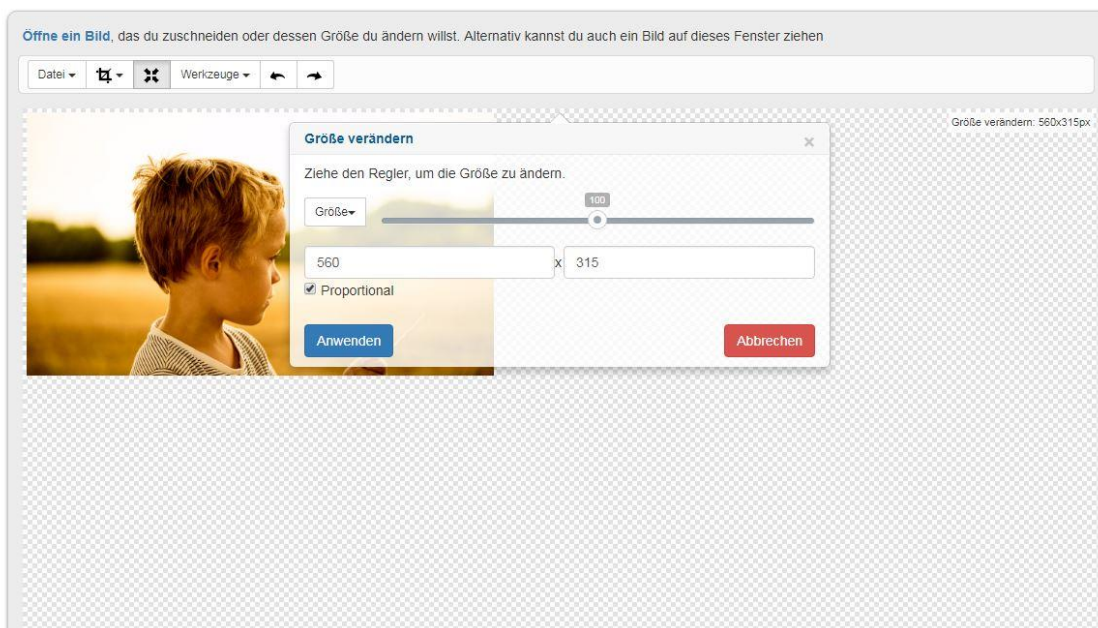 Öffne ein Bild, das du zuschneiden oder dessen Größe du ändern willst. Alternativ kannst du auch ein Bild auf dieses Fenster ziehen
Datei Werkzeuge
Größe verändern: 560x315px
Größe verändern ×
Ziehe den Regler, um die Größe zu ändern.
100
Größe
560 x 315
Proportional
Anwenden Abbrechen